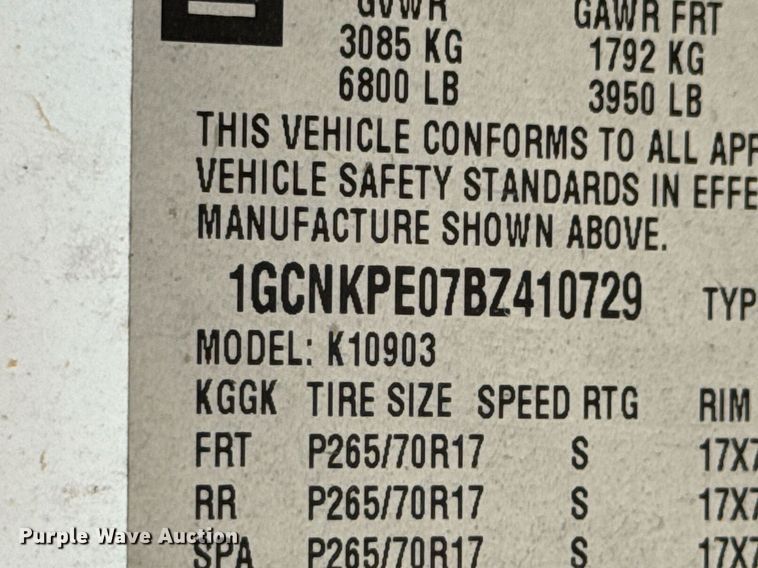 GVWR GAWR FRT
3085 KG 1792 KG
6800 LB 3950 LB
THIS VEHICLE CONFORMS TO ALL APP
VEHICLE SAFETY STANDARDS IN EFFE
MANUFACTURE SHOWN ABOVE.
1GCNKPE07BZ410729 TYP
MODEL: K10903
KGGK TIRE SIZE SPEED RTG RIM
FRT P265/70R17 S 17X7
RR P265/70R17 S 17X7
SPA P265/70R17 S 17X7
Purple Wave Auction